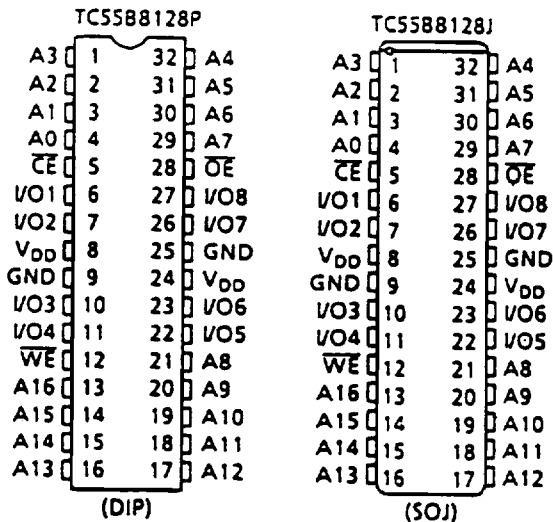 TC55B8128P
A3 1 32 A4
A2 2 31 A5
A1 3 30 A6
A0 4 29 A7
C̅E̅ 5 28 O̅E̅
I/O1 6 27 I/O8
I/O2 7 26 I/O7
VDD 8 25 GND
GND 9 24 VDD
I/O3 10 23 I/O6
I/O4 11 22 I/O5
W̅E̅ 12 21 A8
A16 13 20 A9
A15 14 19 A10
A14 15 18 A11
A13 16 17 A12
(DIP)
TC55B8128J
A3 1 32 A4
A2 2 31 A5
A1 3 30 A6
A0 4 29 A7
C̅E̅ 5 28 O̅E̅
I/O1 6 27 I/O8
I/O2 7 26 I/O7
VDD 8 25 GND
GND 9 24 VDD
I/O3 10 23 I/O6
I/O4 11 22 I/O5
W̅E̅ 12 21 A8
A16 13 20 A9
A15 14 19 A10
A14 15 18 A11
A13 16 17 A12
(SOJ)